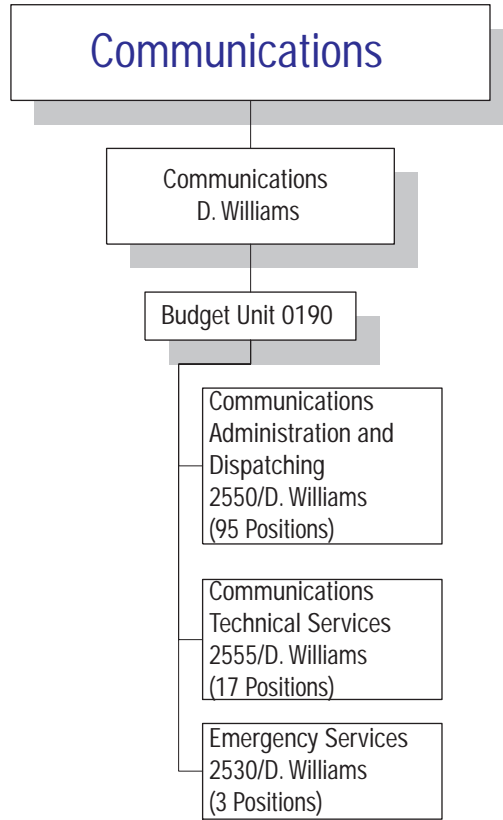 Communications
Communications
D. Williams
Budget Unit 0190
Communications
Administration and
Dispatching
2550/D. Williams
(95 Positions)
Communications
Technical Services
2555/D. Williams
(17 Positions)
Emergency Services
2530/D. Williams
(3 Positions)